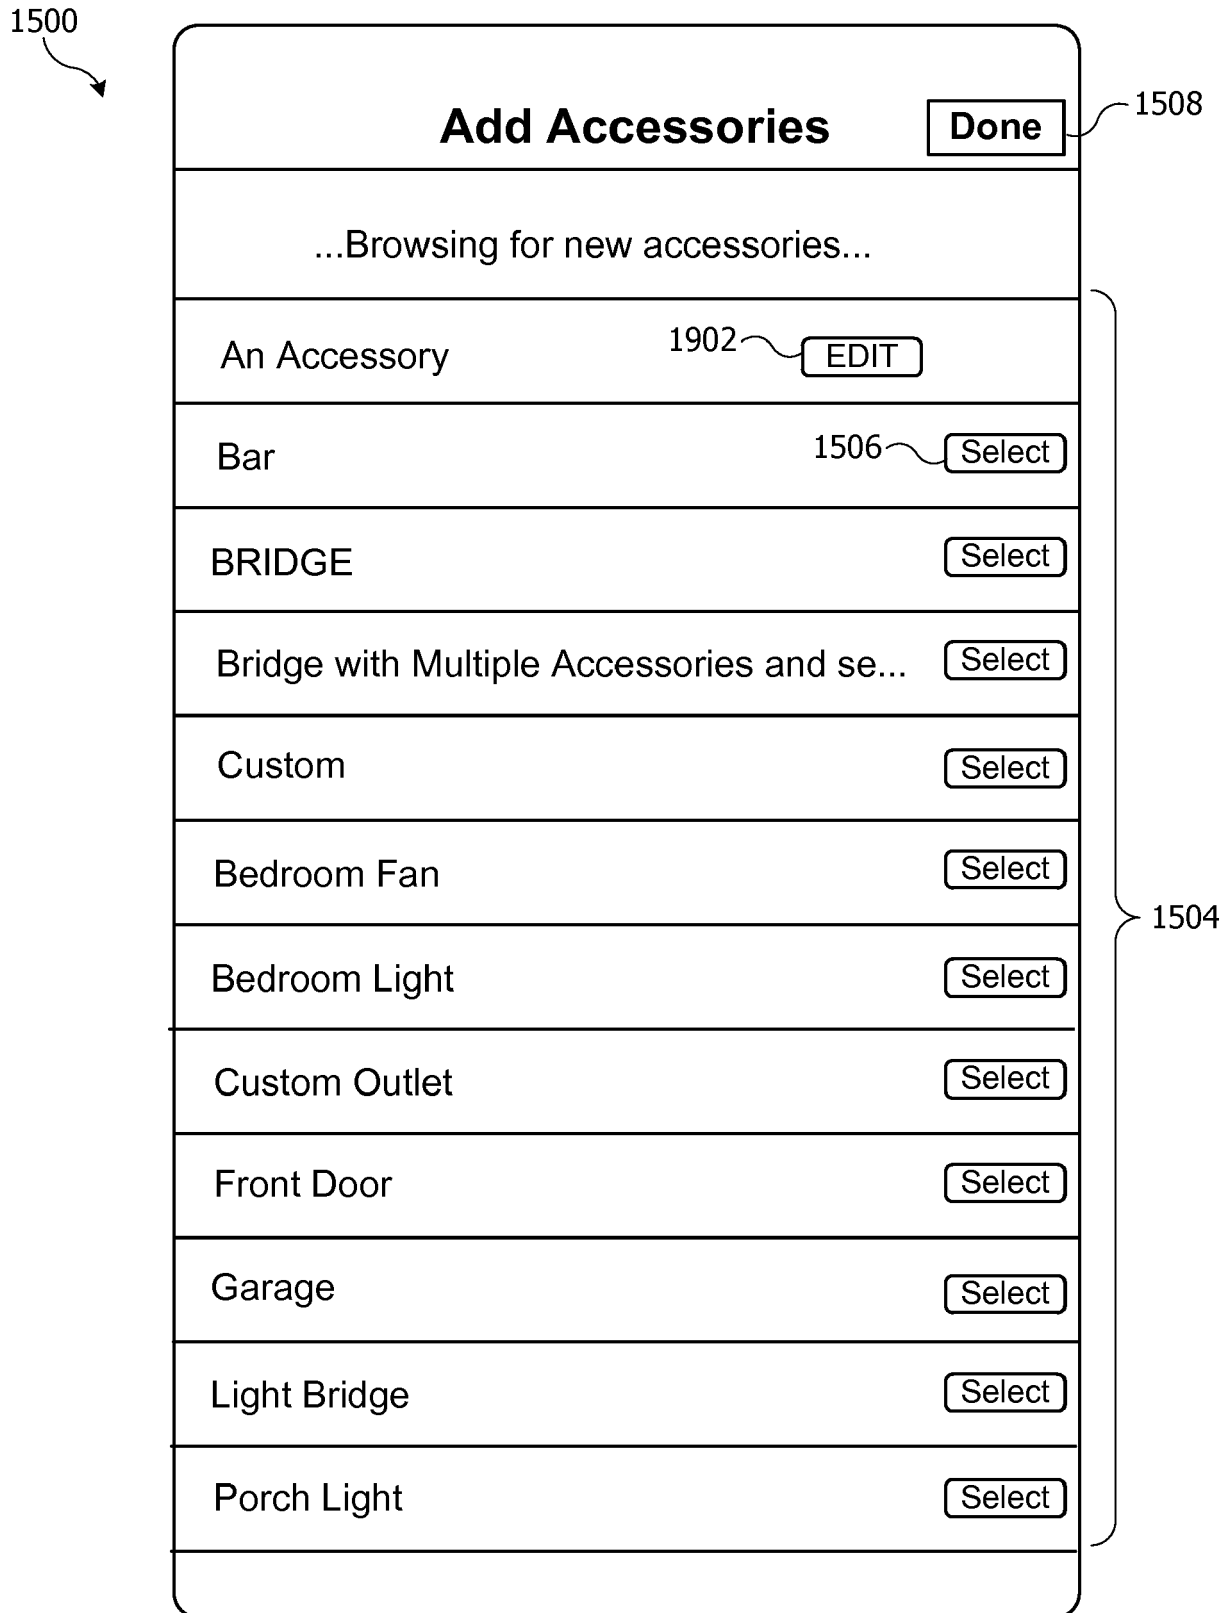 1500
Add Accessories Done 1508
...Browsing for new accessories...
An Accessory 1902 EDIT
Bar 1506 Select
BRIDGE Select
Bridge with Multiple Accessories and se... Select
Custom Select
Bedroom Fan Select
1504
Bedroom Light Select
Custom Outlet Select
Front Door Select
Garage Select
Light Bridge Select
Porch Light Select